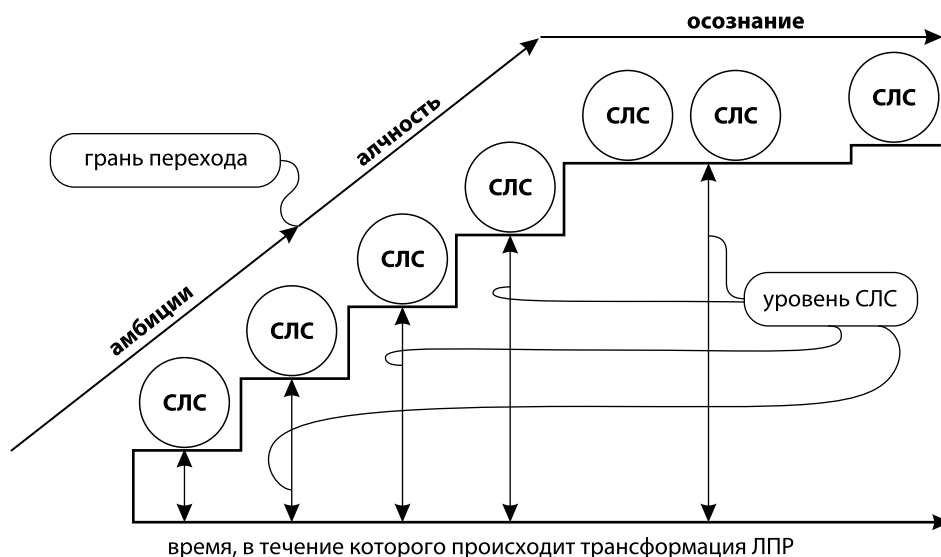 осознание
алчность
СЛС
СЛС
СЛС
грань перехода
СЛС
СЛС
уровень СЛС
амбиции
СЛС
СЛС
время, в течение которого происходит трансформация ЛПР